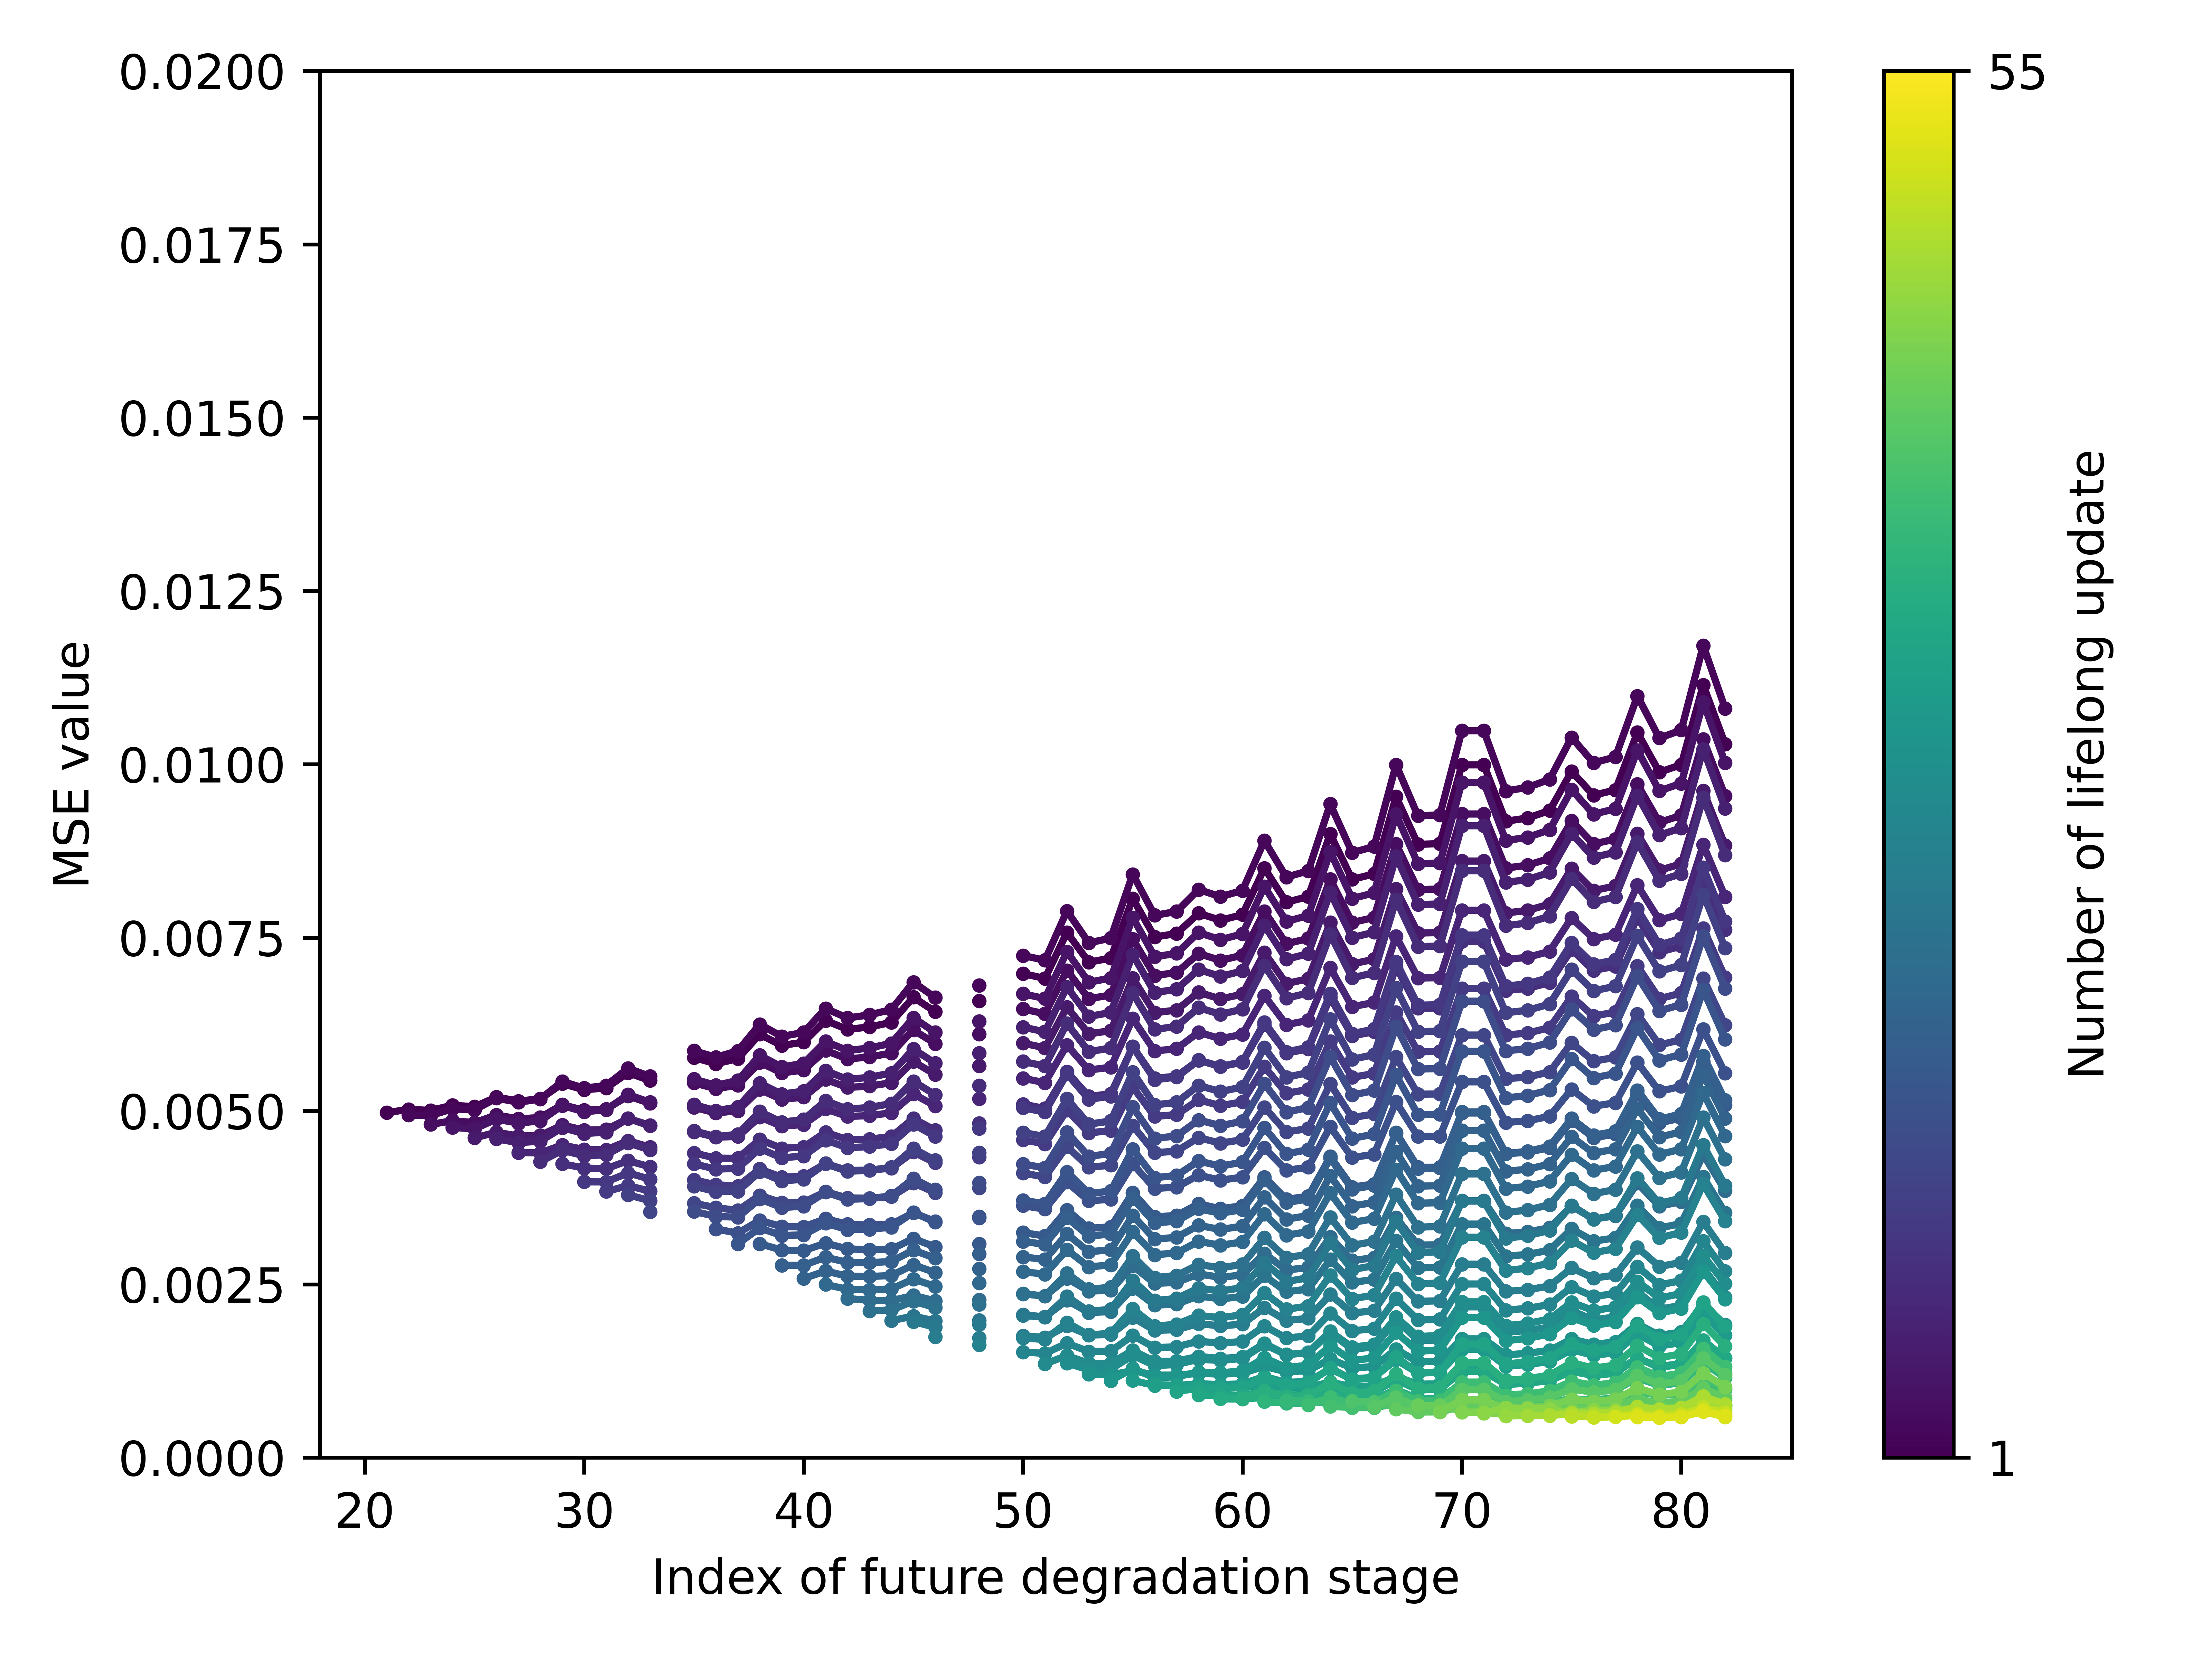 0.0200
0.0175
0.0150
0.0125
0.0100
0.0075
0.0050
0.0025
0.0000
MSE value
20 30 40 50 60 70 80
Index of future degradation stage
55
1
Number of lifelong update